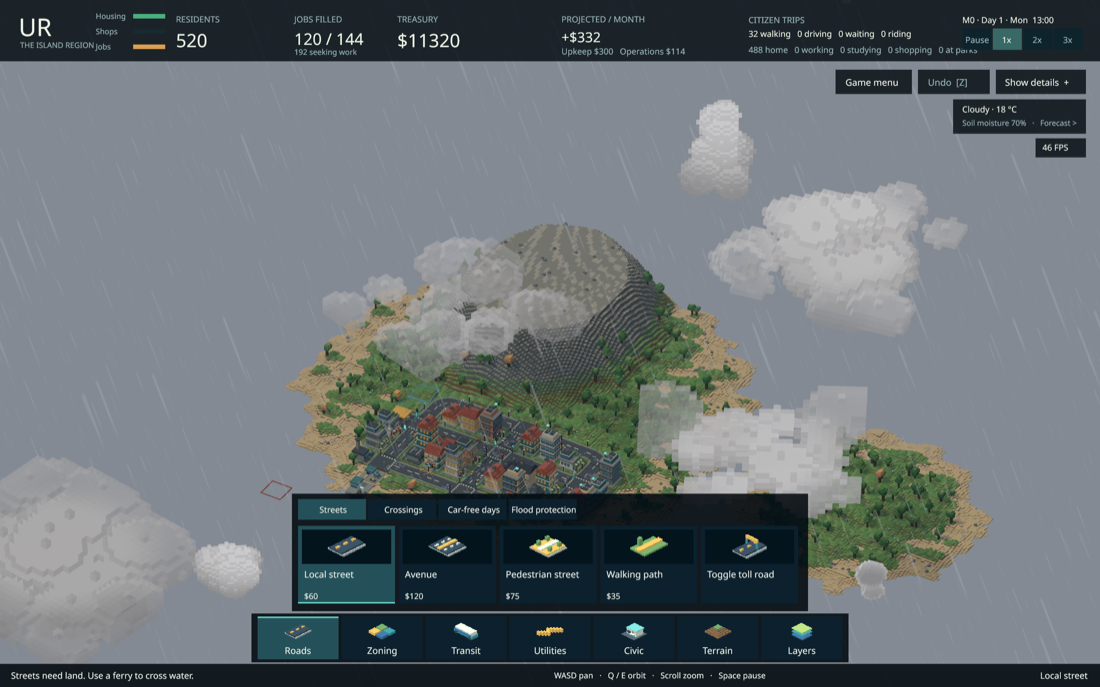 UR
THE ISLAND REGION
Housing
Shops
Jobs
RESIDENTS
520
JOBS FILLED
120 / 144
192 seeking work
TREASURY
$11320
PROJECTED / MONTH
+$332
Upkeep $300 Operations $114
CITIZEN TRIPS
32 walking 0 driving 0 waiting 0 riding
488 home 0 working 0 studying 0 shopping 0 at parks
M0 · Day 1 · Mon 13:00
Pause 1x 2x 3x
Game menu
Undo [Z]
Show details +
Cloudy · 18 °C
Soil moisture 70% · Forecast >
46 FPS
Streets Crossings Car-free days Flood protection
Local street
$60
Avenue
$120
Pedestrian street
$75
Walking path
$35
Toggle toll road
Roads Zoning Transit Utilities Civic Terrain Layers
Streets need land. Use a ferry to cross water.
WASD pan · Q / E orbit · Scroll zoom · Space pause
Local street